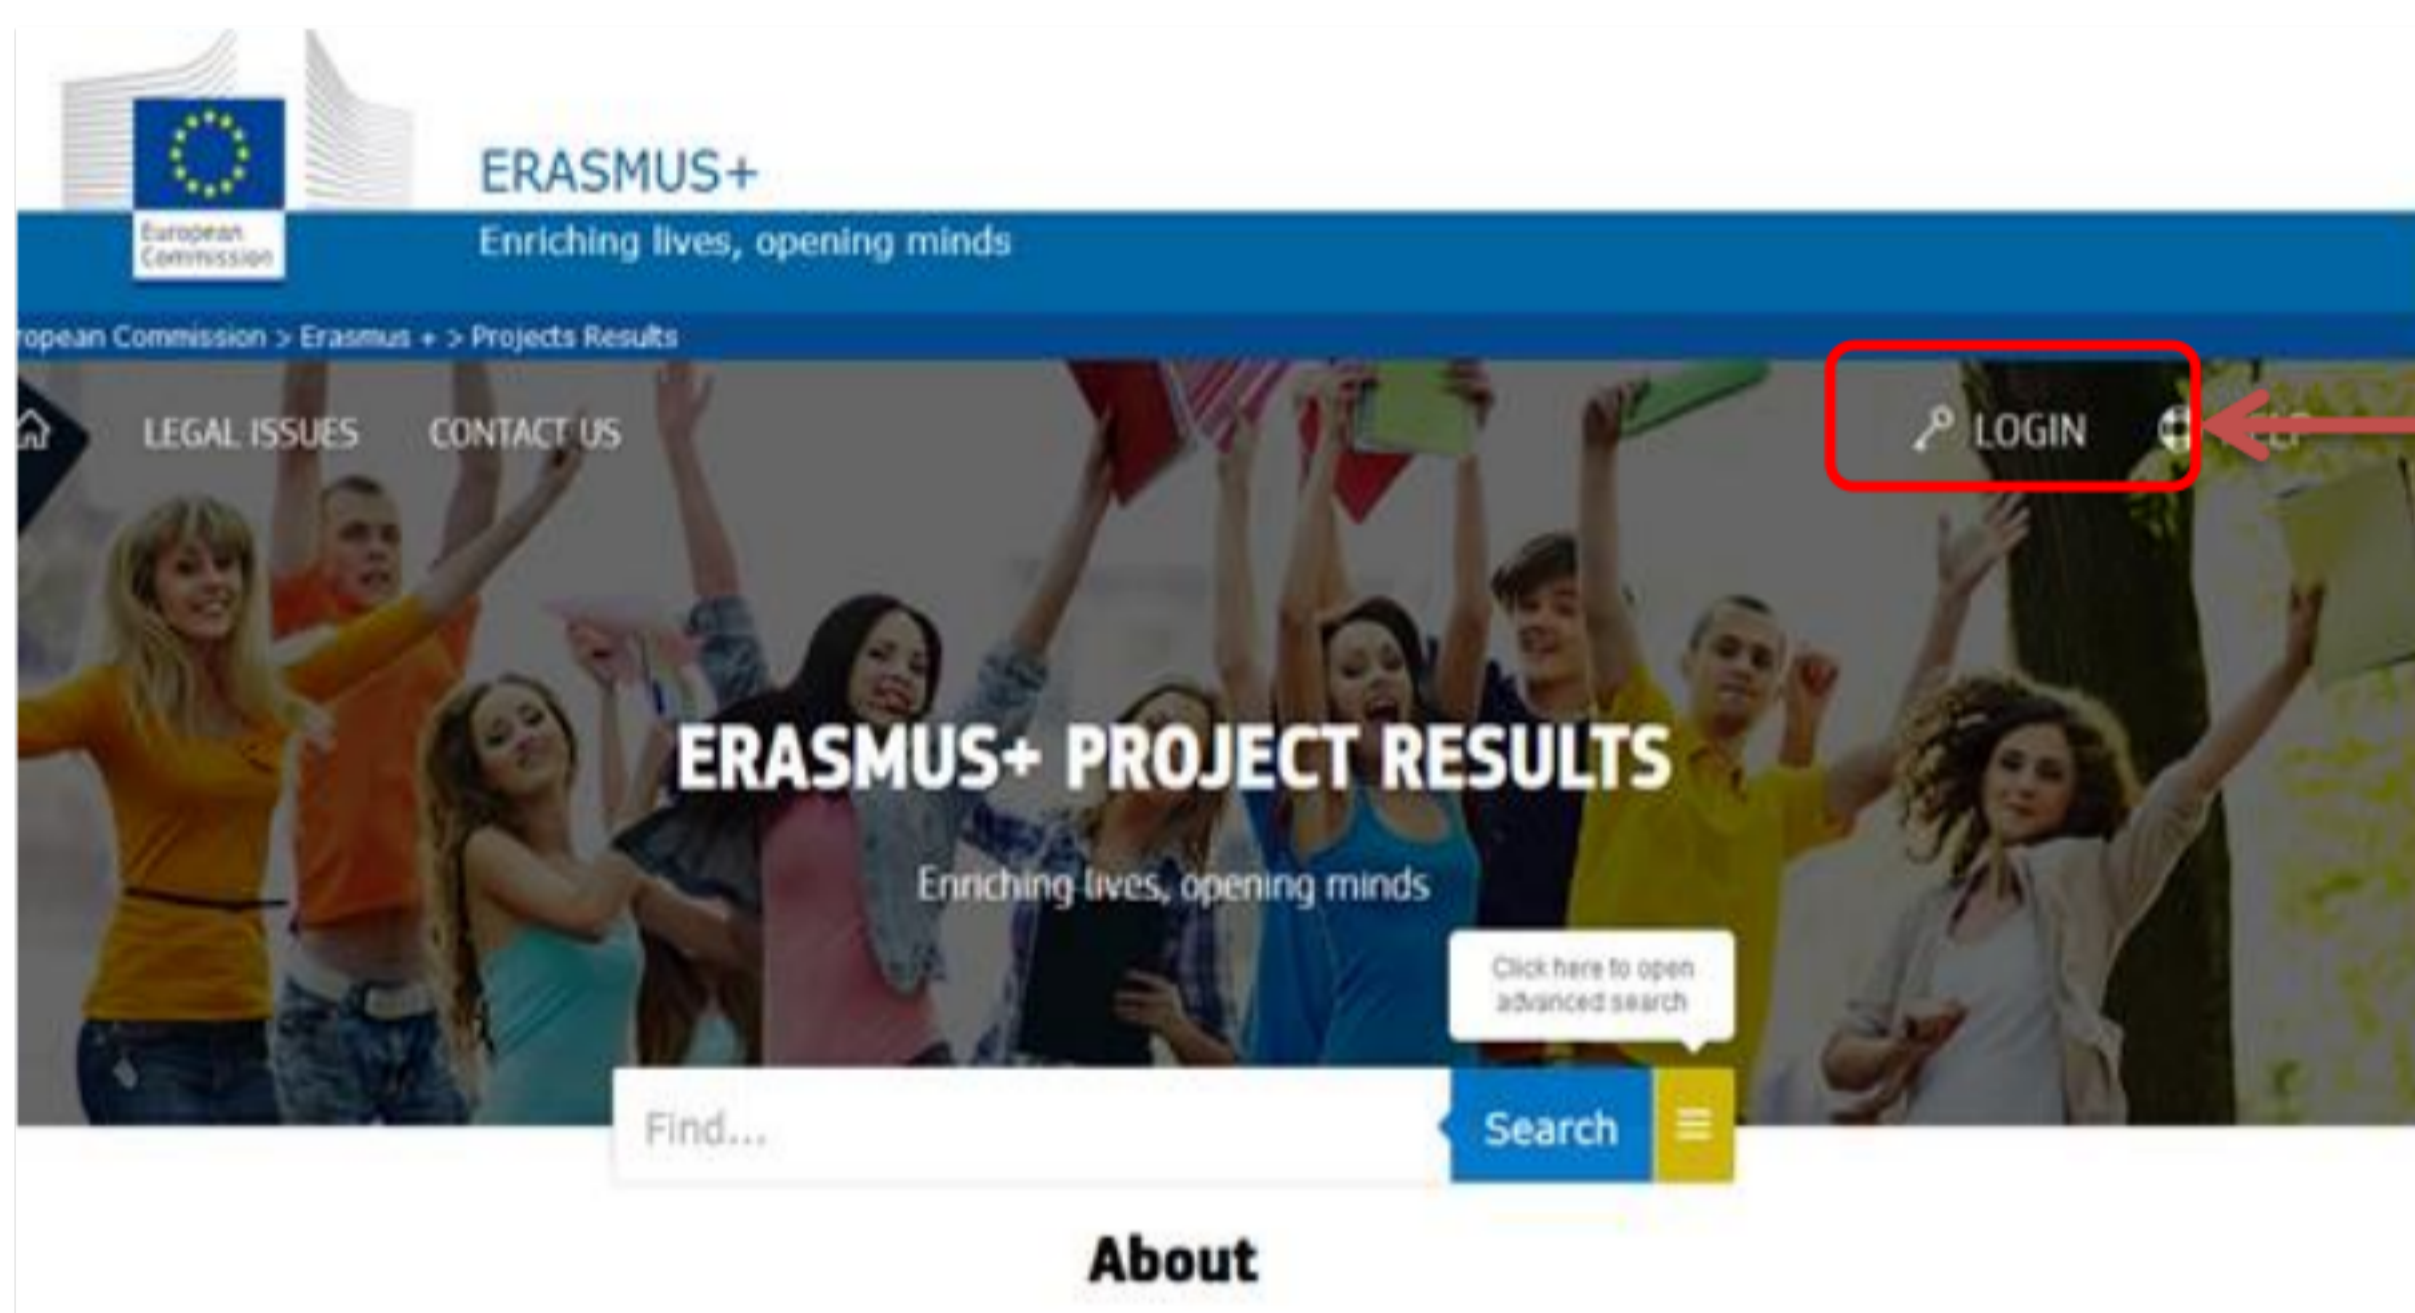 ERASMUS+
European
Commission
Enriching lives, opening minds
ropean Commission > Erasmus + > Projects Results
LEGAL ISSUES CONTACT US LOGIN
ERASMUS+ PROJECT RESULTS
Enriching lives, opening minds
Click here to open
advanced search
Find...
Search
About